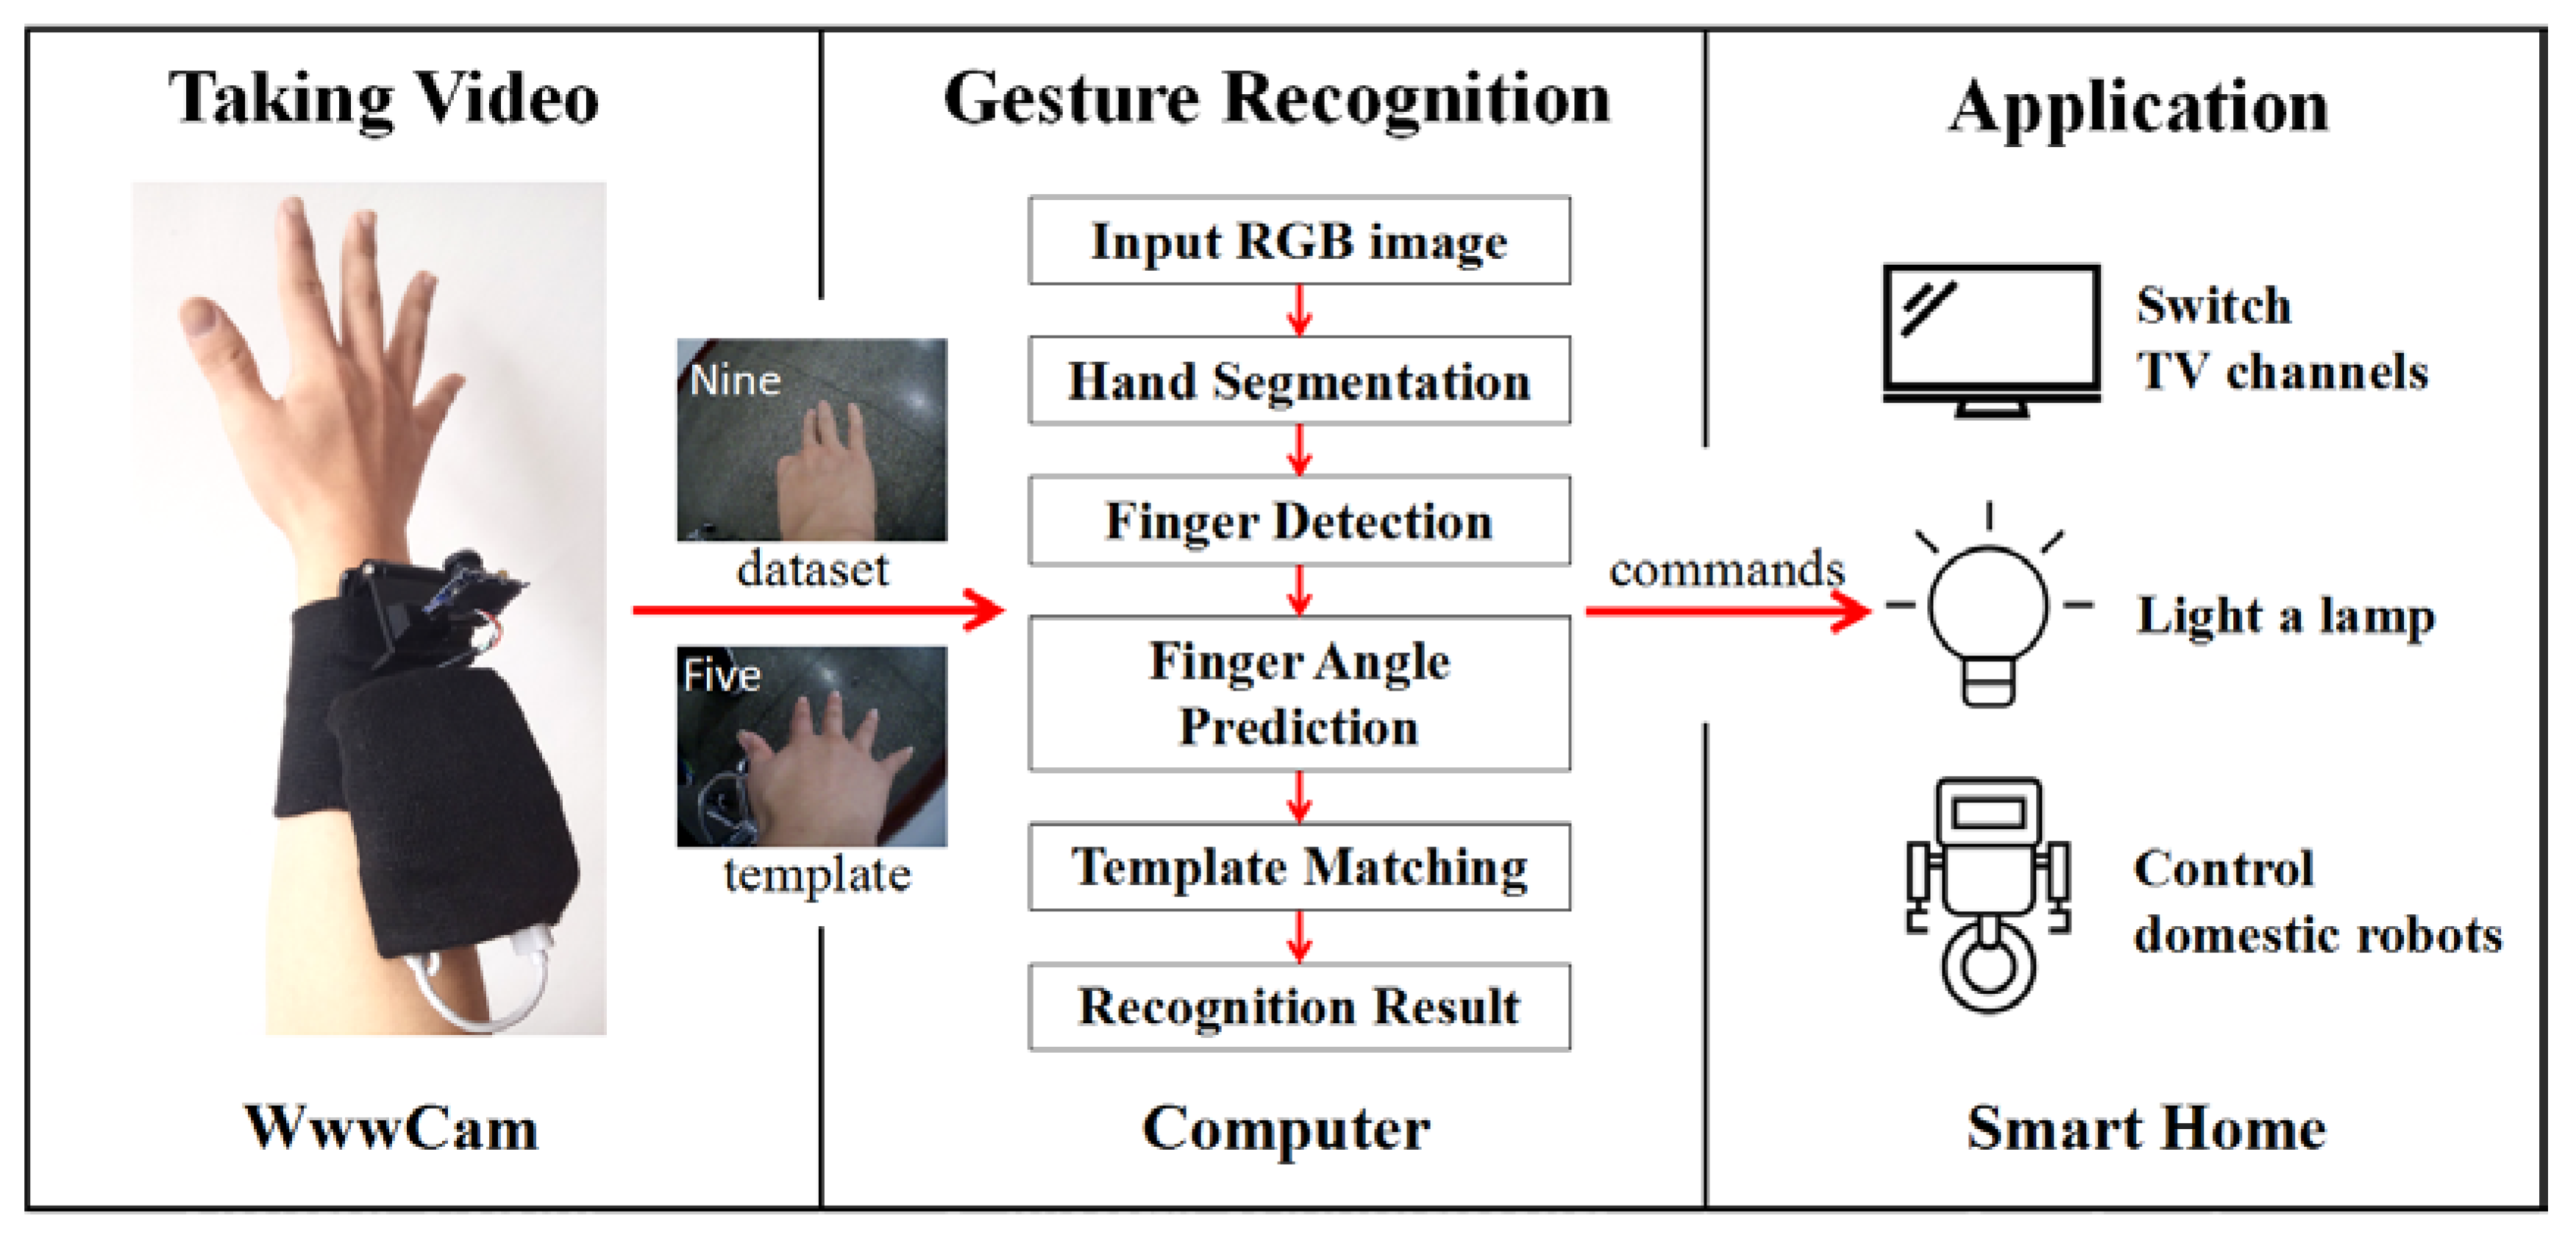 Taking Video
WwwCam
Nine
dataset
Five
template
Gesture Recognition
Input RGB image
Hand Segmentation
Finger Detection
Finger Angle
Prediction
Template Matching
Recognition Result
Computer
commands
Application
Switch
TV channels
Light a lamp
Control
domestic robots
Smart Home